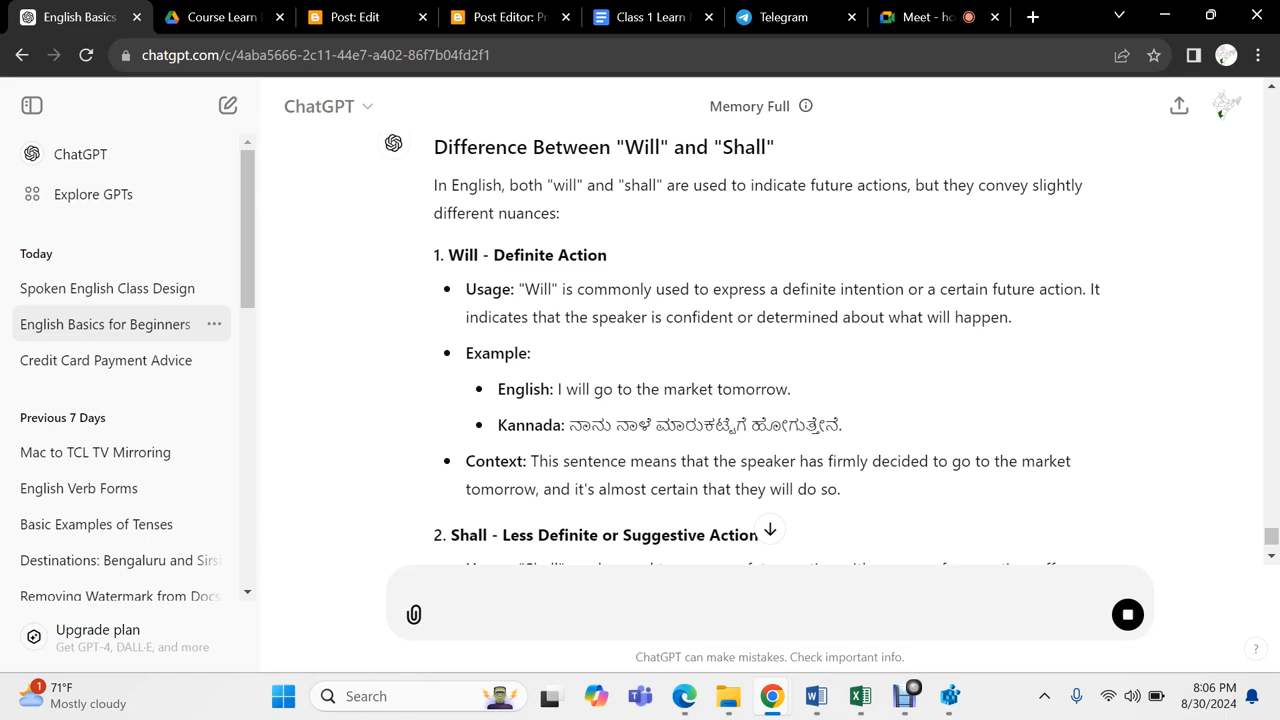 English Basics
Course Learn
Post: Edit
Post Editor: P
Class 1 Learn
Telegram
Meet - ho
chatgpt.com/c/4aba5666-2c11-44e7-a402-86f7b04fd2f1
ChatGPT
Memory Full
ChatGPT
Explore GPTs
Today
Spoken English Class Design
English Basics for Beginners
Credit Card Payment Advice
Previous 7 Days
Mac to TCL TV Mirroring
English Verb Forms
Basic Examples of Tenses
Destinations: Bengaluru and Sirsi
Removing Watermark from Docs
Upgrade plan
Get GPT-4, DALL·E, and more
Difference Between "Will" and "Shall"
In English, both "will" and "shall" are used to indicate future actions, but they convey slightly
different nuances:
1. Will - Definite Action
Usage: "Will" is commonly used to express a definite intention or a certain future action. It
indicates that the speaker is confident or determined about what will happen.
Example:
English: I will go to the market tomorrow.
Kannada: ನಾನು ನಾಳೆ ಮಾರುಕಟ್ಟೆಗೆ ಹೋಗುತ್ತೇನೆ.
Context: This sentence means that the speaker has firmly decided to go to the market
tomorrow, and it's almost certain that they will do so.
2. Shall - Less Definite or Suggestive Action
ChatGPT can make mistakes. Check important info.
?
1
71°F
Mostly cloudy
Search
8:06 PM
8/30/2024